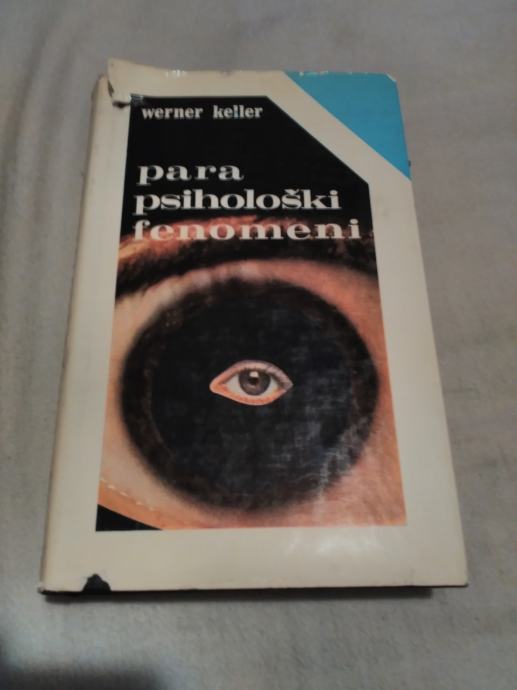 werner keller
para
psihološki
fenomeni